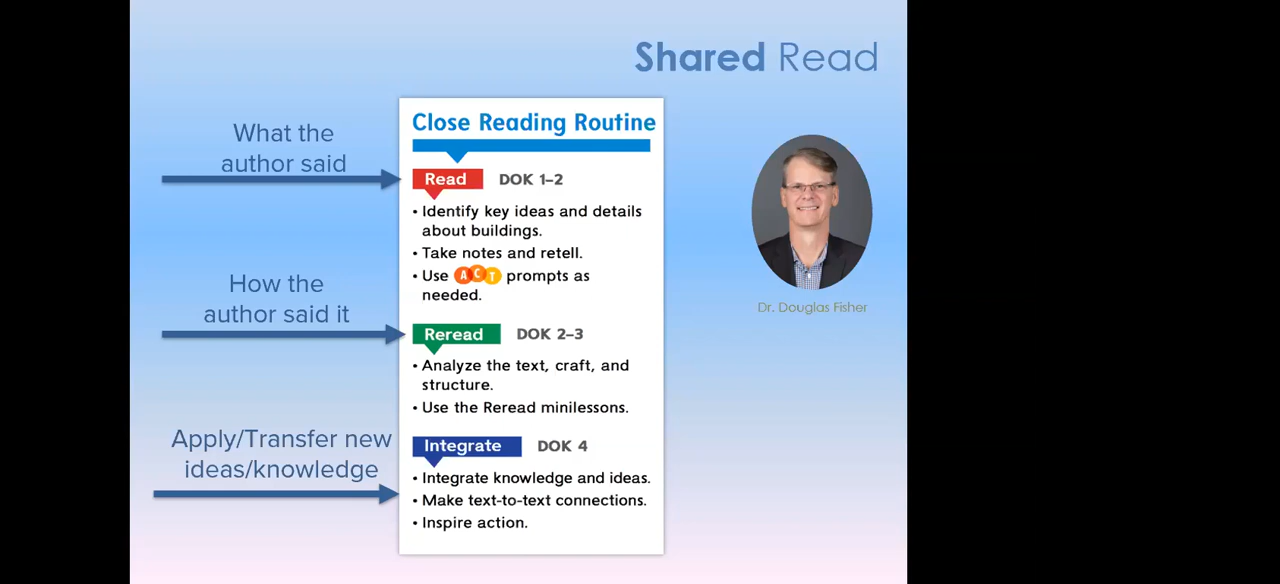 Shared Read
What the
author said
How the
author said it
Apply/Transfer new
ideas/knowledge
Close Reading Routine
Read DOK 1–2
• Identify key ideas and details
about buildings.
• Take notes and retell.
• Use ACT prompts as
needed.
Reread DOK 2–3
• Analyze the text, craft, and
structure.
• Use the Reread minilessons.
Integrate DOK 4
• Integrate knowledge and ideas.
• Make text-to-text connections.
• Inspire action.
Dr. Douglas Fisher